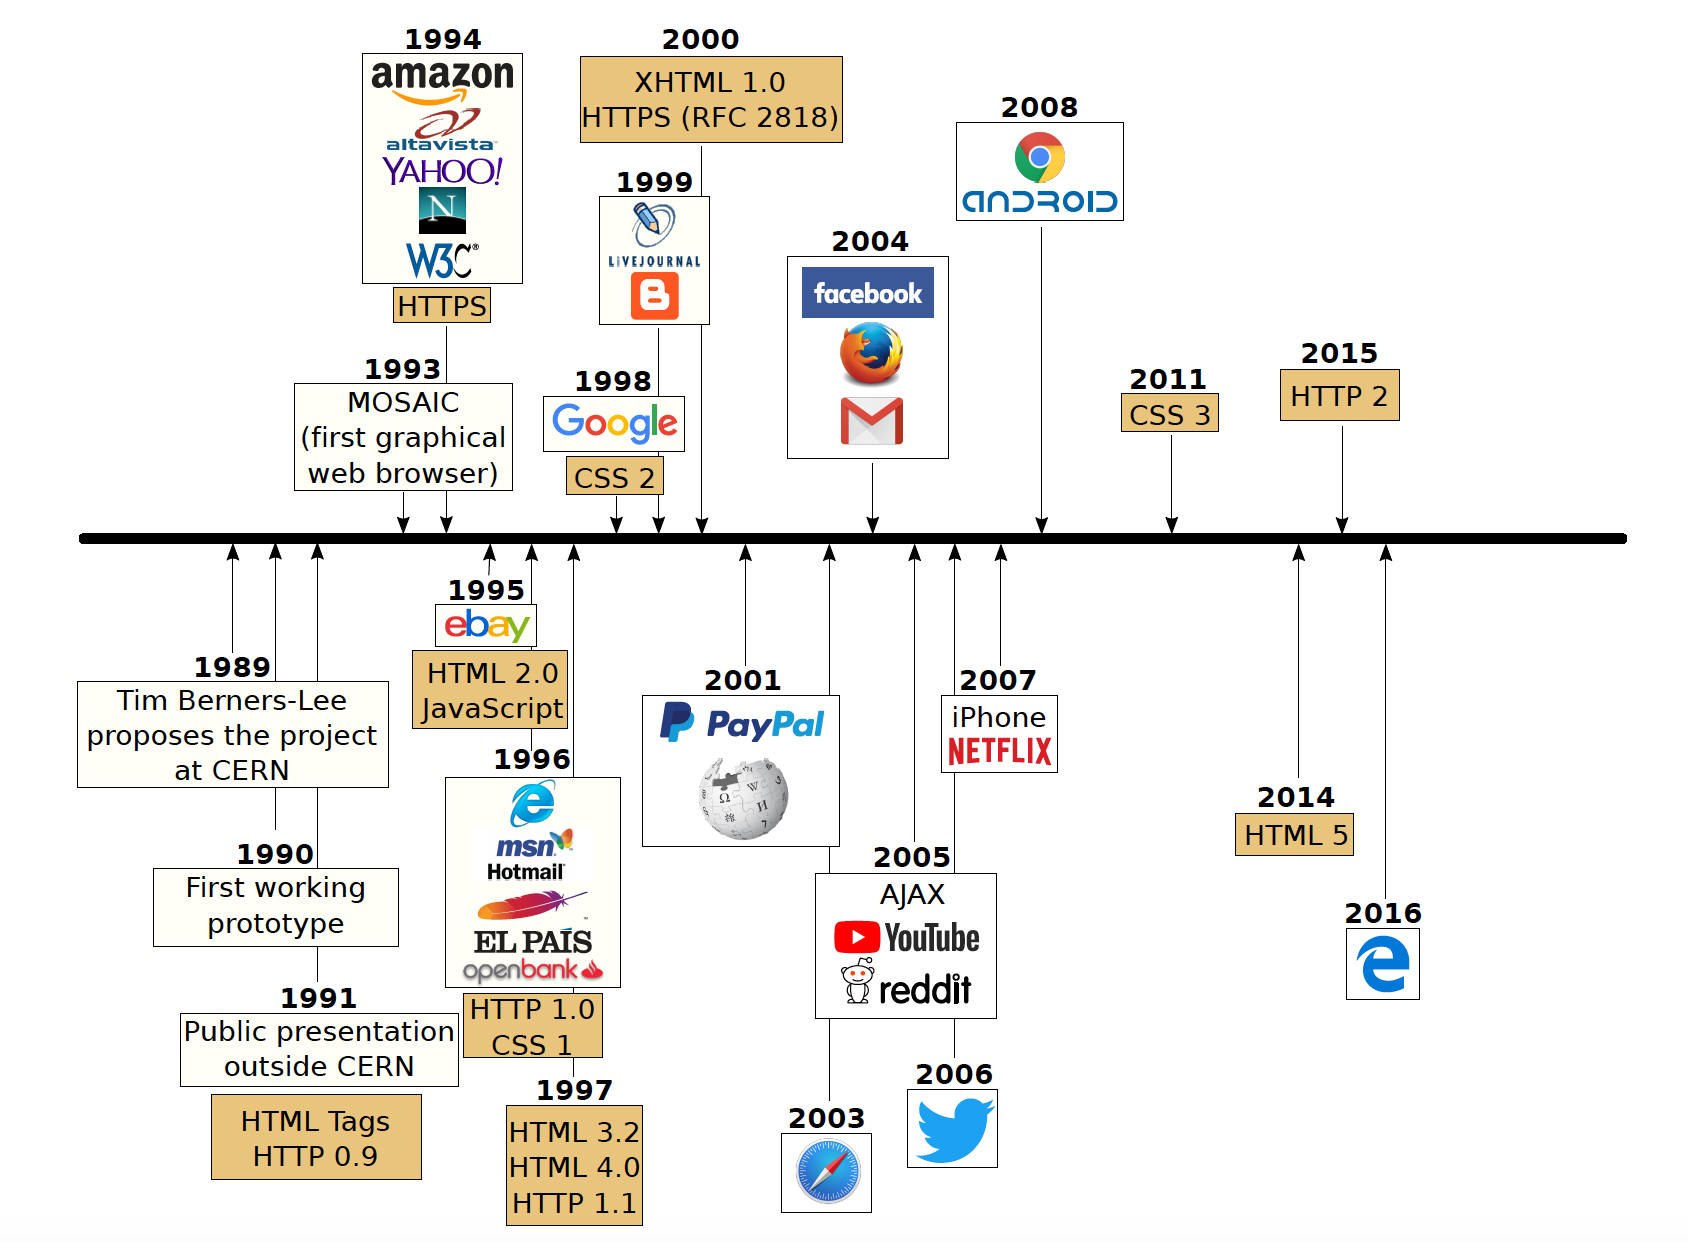 1994
amazon
altavista
YAHOO!
N
W3C®
HTTPS
2000
XHTML 1.0
HTTPS (RFC 2818)
1999
LIVEJOURNAL
B
2008
ANDROID
2004
facebook
M
1993
MOSAIC
(first graphical
web browser)
1998
Google
CSS 2
2011
CSS 3
2015
HTTP 2
1989
Tim Berners-Lee
proposes the project
at CERN
1990
First working
prototype
1991
Public presentation
outside CERN
HTML Tags
HTTP 0.9
1995
ebay
HTML 2.0
JavaScript
1996
e
msn
Hotmail
EL PAÍS
openbank
HTTP 1.0
CSS 1
1997
HTML 3.2
HTML 4.0
HTTP 1.1
2001
P PayPal
Ω W И
7
2003
2005
AJAX
YouTube
reddit
2006
2007
iPhone
NETFLIX
2014
HTML 5
2016
e